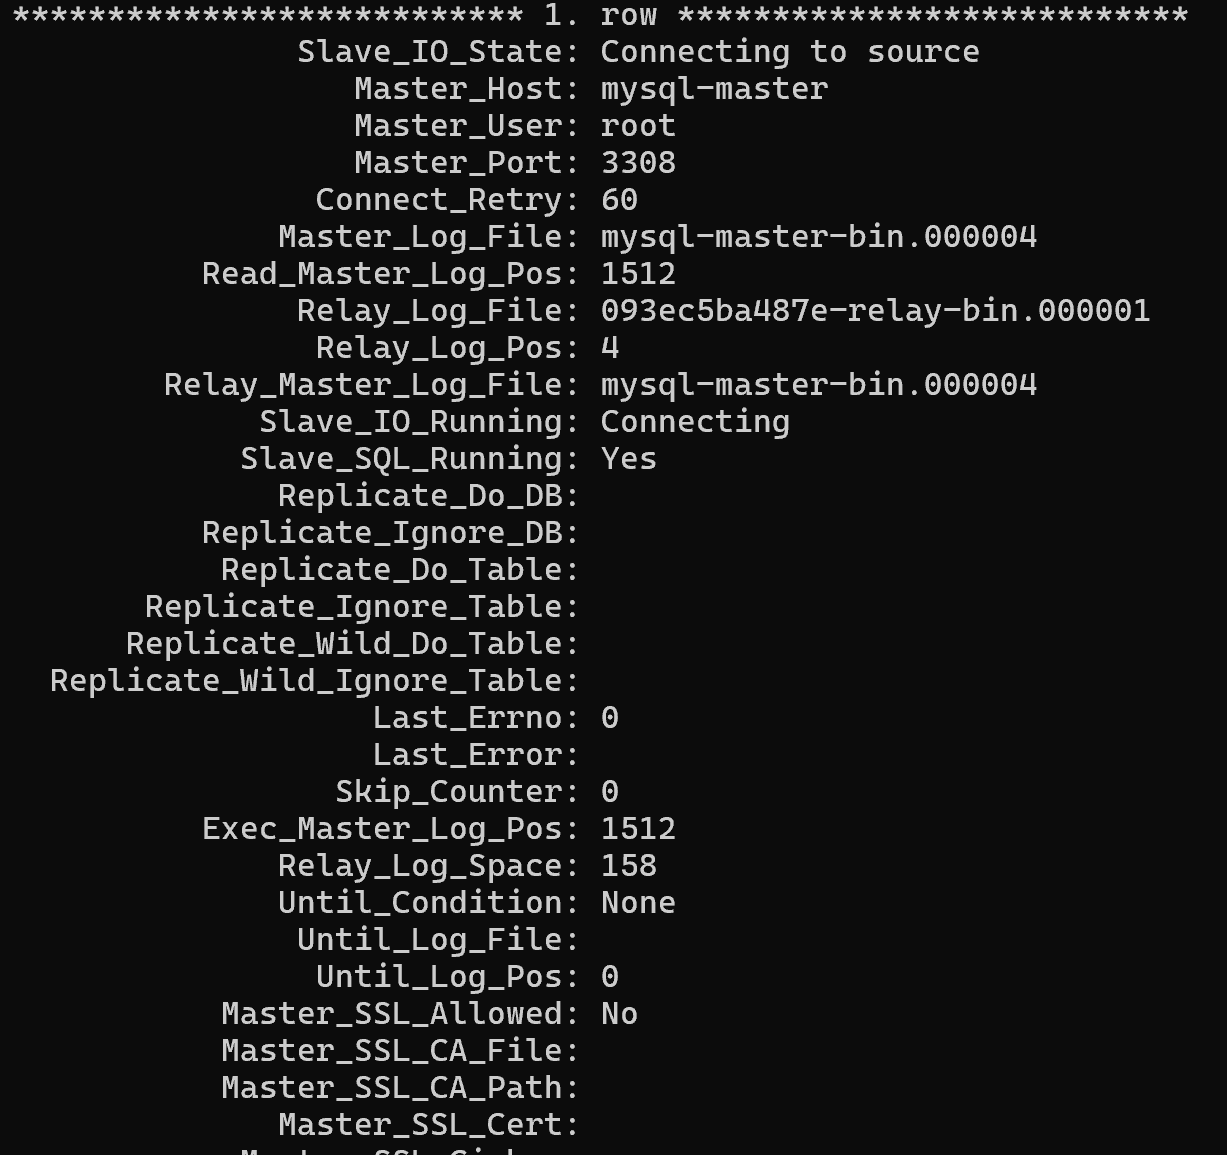 *************************** 1. row ***************************
Slave_IO_State: Connecting to source
Master_Host: mysql-master
Master_User: root
Master_Port: 3308
Connect_Retry: 60
Master_Log_File: mysql-master-bin.000004
Read_Master_Log_Pos: 1512
Relay_Log_File: 093ec5ba487e-relay-bin.000001
Relay_Log_Pos: 4
Relay_Master_Log_File: mysql-master-bin.000004
Slave_IO_Running: Connecting
Slave_SQL_Running: Yes
Replicate_Do_DB:
Replicate_Ignore_DB:
Replicate_Do_Table:
Replicate_Ignore_Table:
Replicate_Wild_Do_Table:
Replicate_Wild_Ignore_Table:
Last_Errno: 0
Last_Error:
Skip_Counter: 0
Exec_Master_Log_Pos: 1512
Relay_Log_Space: 158
Until_Condition: None
Until_Log_File:
Until_Log_Pos: 0
Master_SSL_Allowed: No
Master_SSL_CA_File:
Master_SSL_CA_Path:
Master_SSL_Cert: